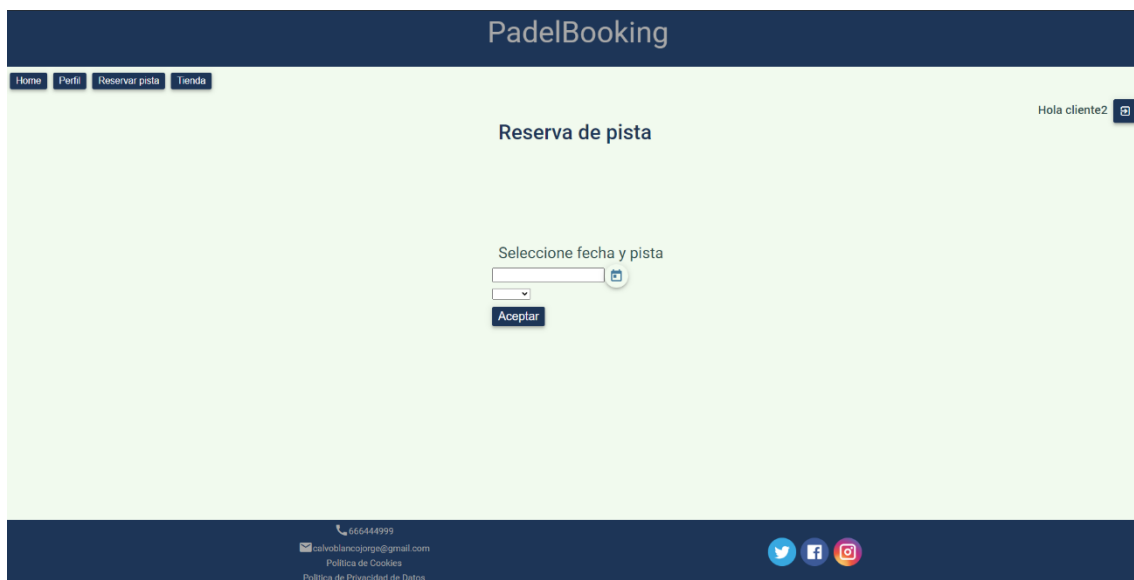 PadelBooking
Home Perfil Reservar pista Tienda
Hola cliente2
Reserva de pista
Seleccione fecha y pista
Aceptar
666444999
calvoblancojorge@gmail.com
Política de Cookies
Política de Privacidad de Datos